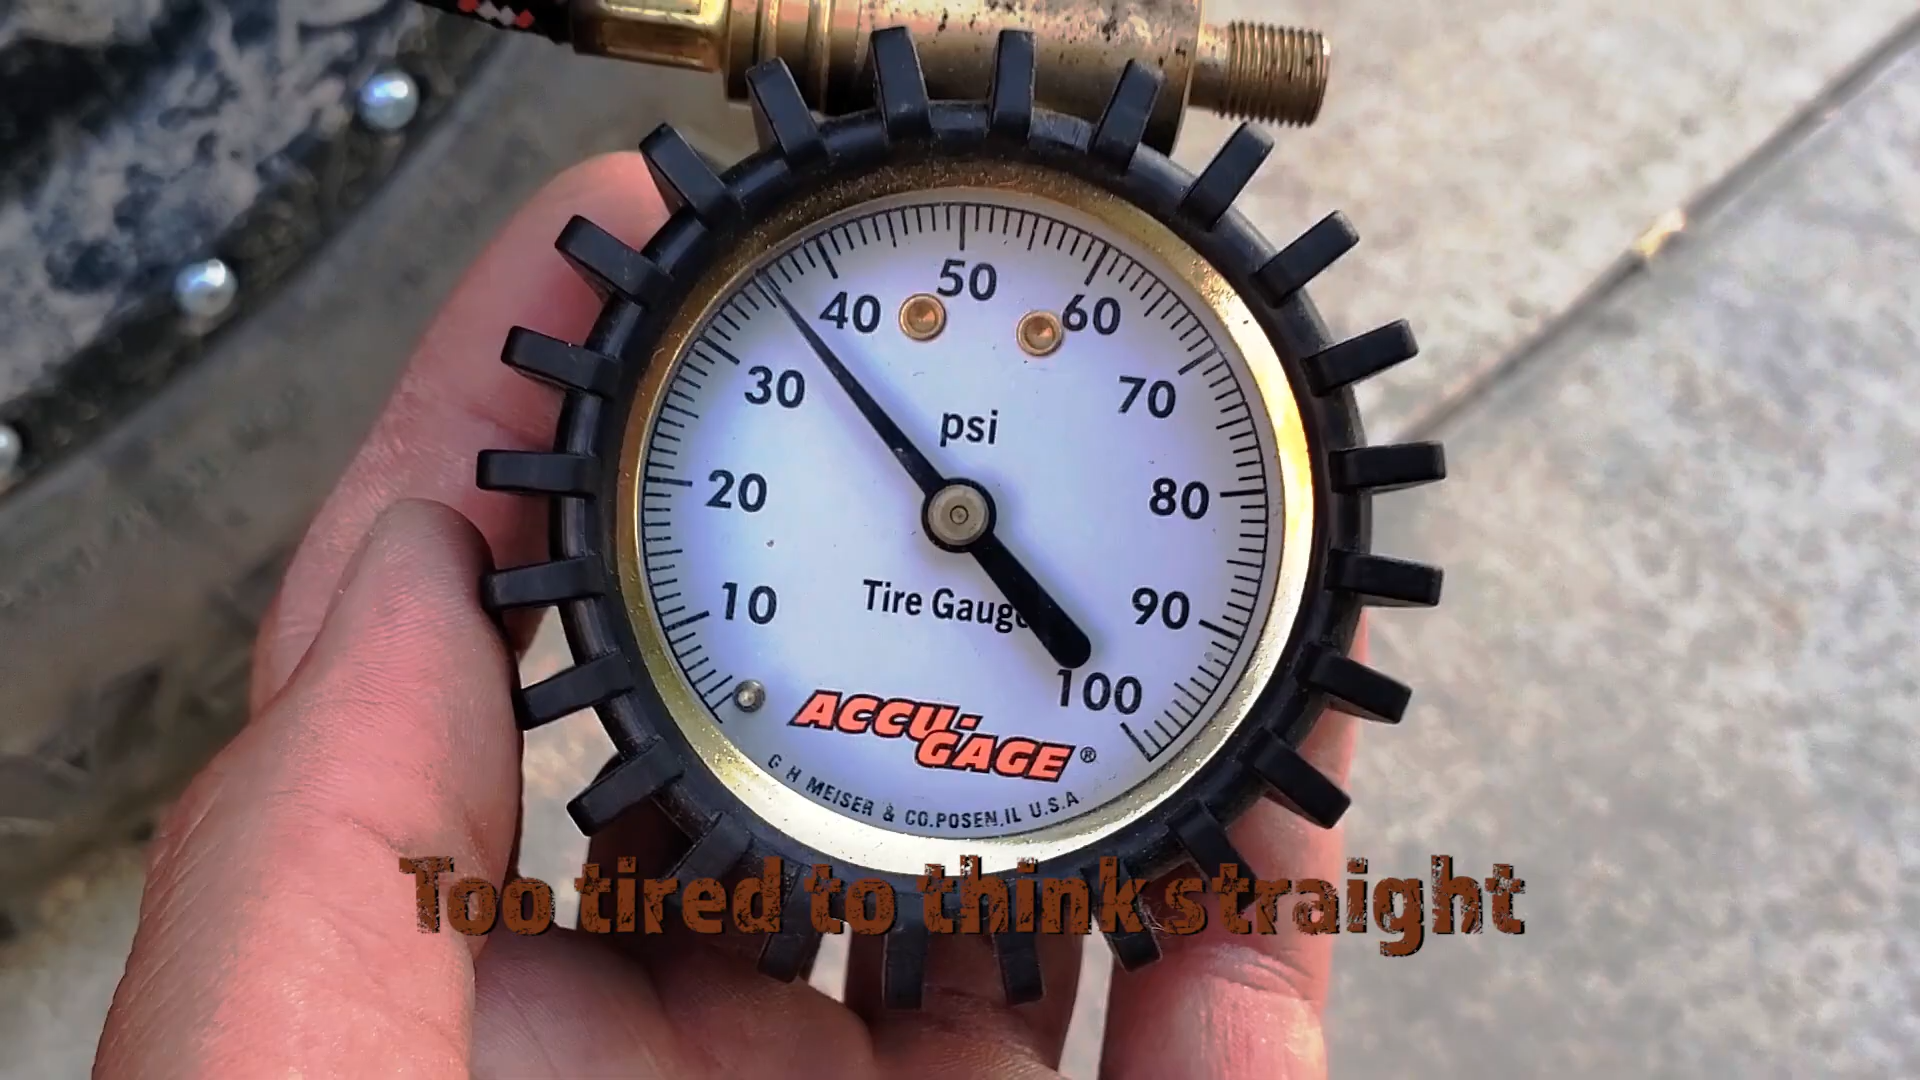 50
40
60
30
70
psi
20
80
Tire Gauge
10
90
100
ACCU-
GAGE®
G H MEISER & CO.POSEN,IL U.S.A.
Too tired to think straight